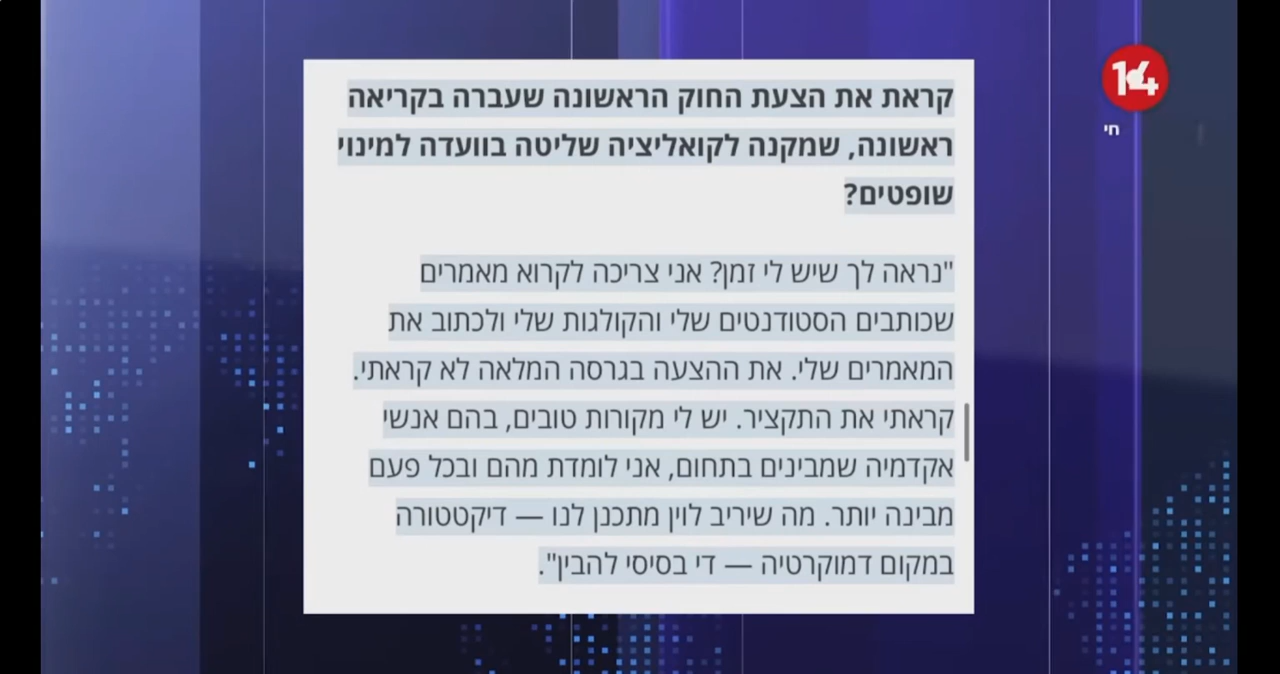 14
חי
קראת את הצעת החוק הראשונה שעברה בקריאה
ראשונה, שמקנה לקואליציה שליטה בוועדה למינוי
שופטים?
"נראה לך שיש לי זמן? אני צריכה לקרוא מאמרים
שכותבים הסטודנטים שלי והקולגות שלי ולכתוב את
המאמרים שלי. את ההצעה בגרסה המלאה לא קראתי.
קראתי את התקציר. יש לי מקורות טובים, בהם אנשי
אקדמיה שמבינים בתחום, אני לומדת מהם ובכל פעם
מבינה יותר. מה שיריב לוין מתכנן לנו — דיקטטורה
במקום דמוקרטיה — די בסיסי להבין".